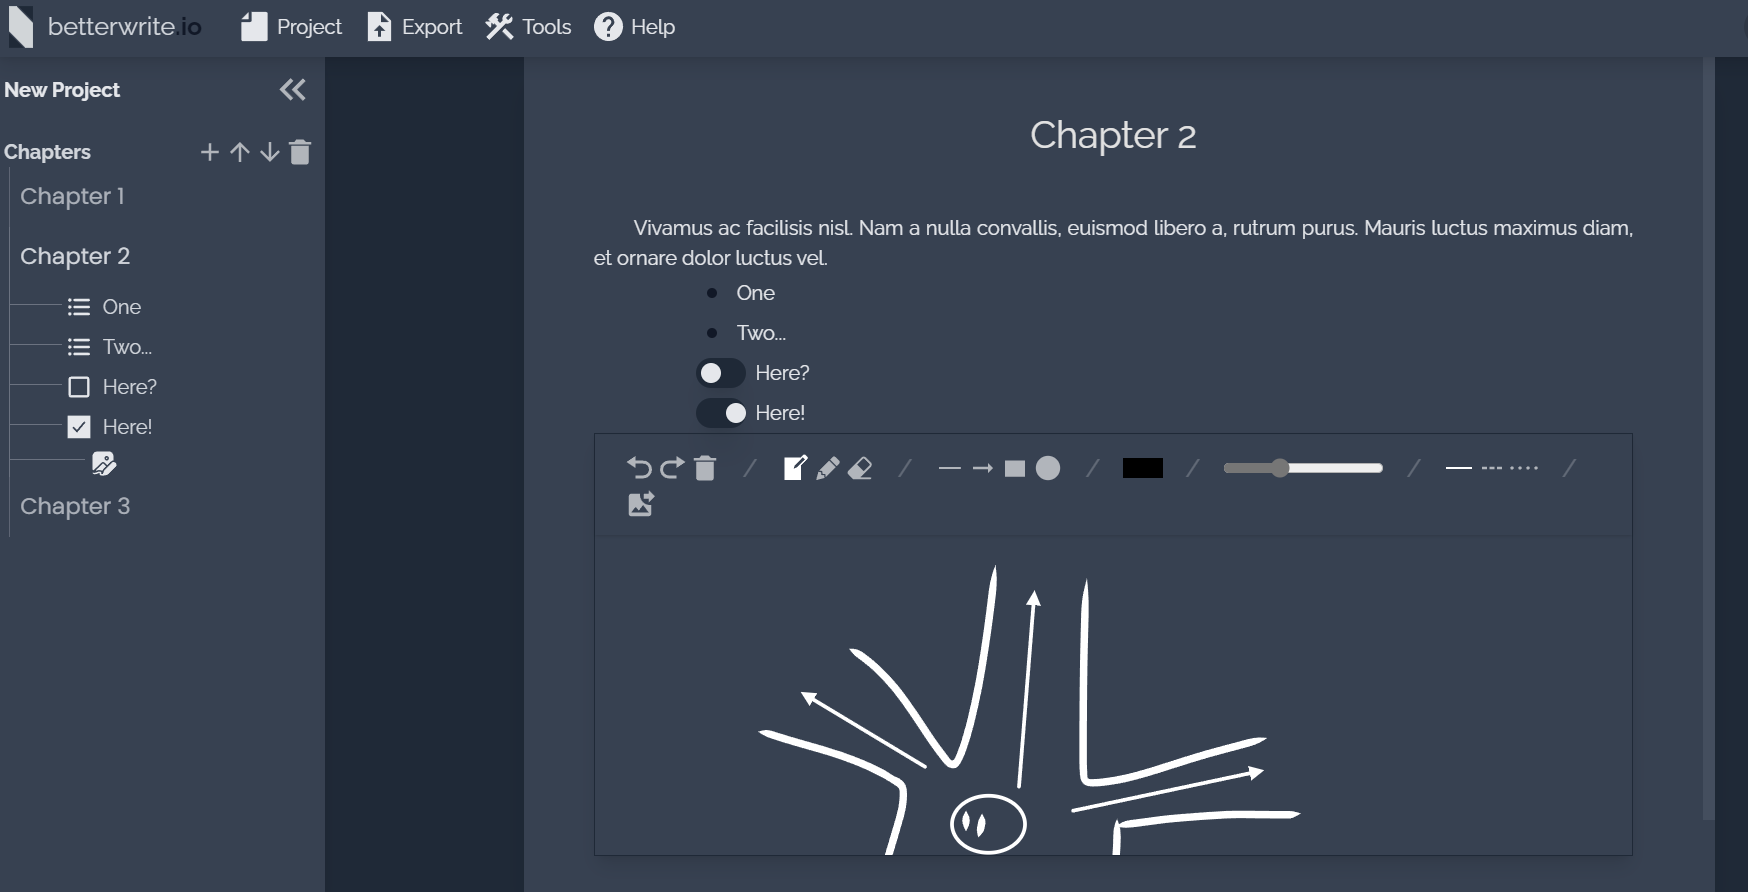 betterwrite.io
Project
Export
Tools
Help
New Project
Chapters
Chapter 1
Chapter 2
One
Two...
Here?
Here!
Chapter 3
Chapter 2
Vivamus ac facilisis nisl. Nam a nulla convallis, euismod libero a, rutrum purus. Mauris luctus maximus diam,
et ornare dolor luctus vel.
One
Two...
Here?
Here!